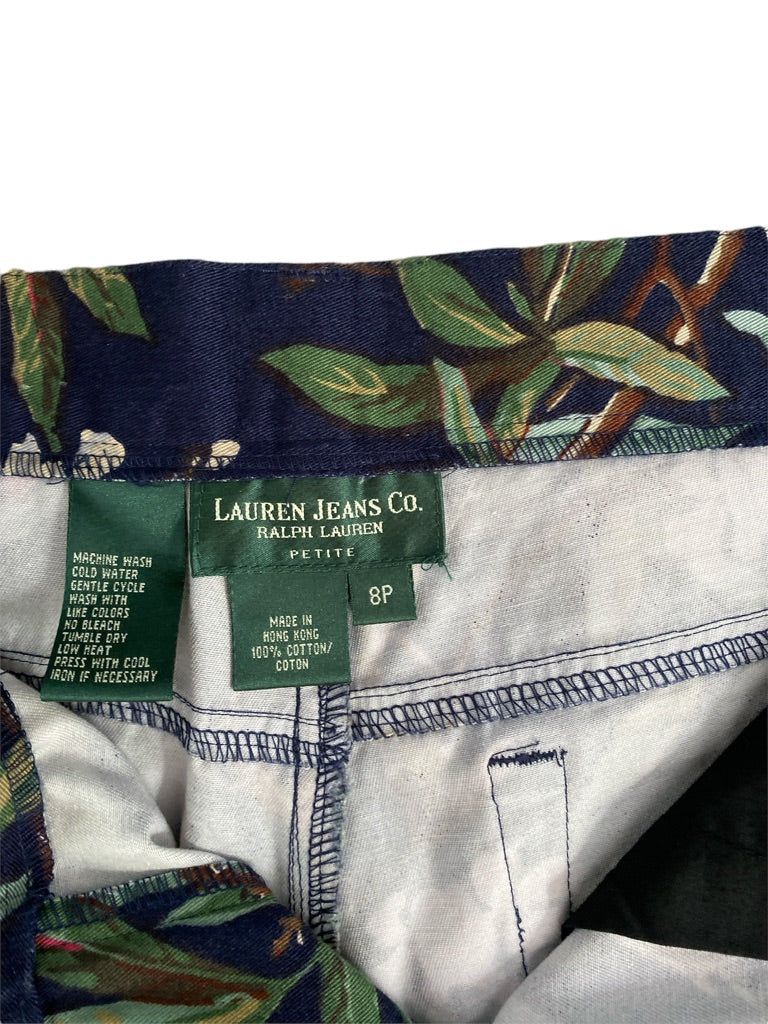 LAUREN JEANS CO.
RALPH LAUREN
PETITE
8P
MADE IN
HONG KONG
100% COTTON/
COTON
MACHINE WASH
COLD WATER
GENTLE CYCLE
WASH WITH
LIKE COLORS
NO BLEACH
TUMBLE DRY
LOW HEAT
PRESS WITH COOL
IRON IF NECESSARY